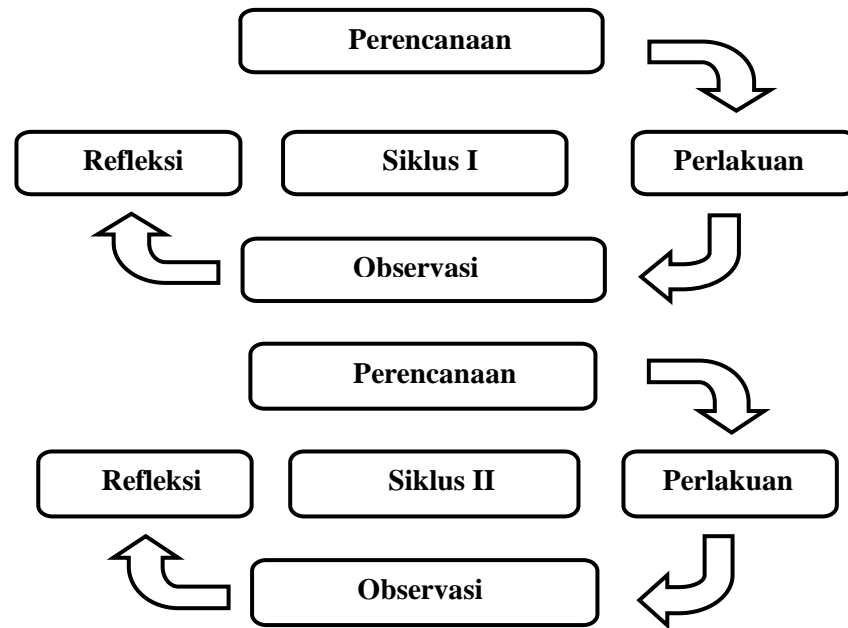 Perencanaan
Refleksi
Siklus I
Perlakuan
Observasi
Perencanaan
Refleksi
Siklus II
Perlakuan
Observasi